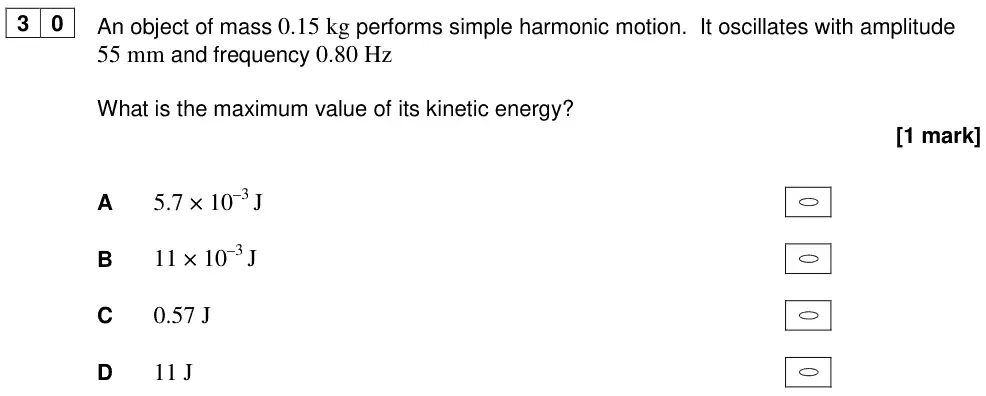 3 0 An object of mass 0.15 kg performs simple harmonic motion. It oscillates with amplitude
55 mm and frequency 0.80 Hz
What is the maximum value of its kinetic energy?
[1 mark]
A 5.7 × 10⁻³ J
B 11 × 10⁻³ J
C 0.57 J
D 11 J